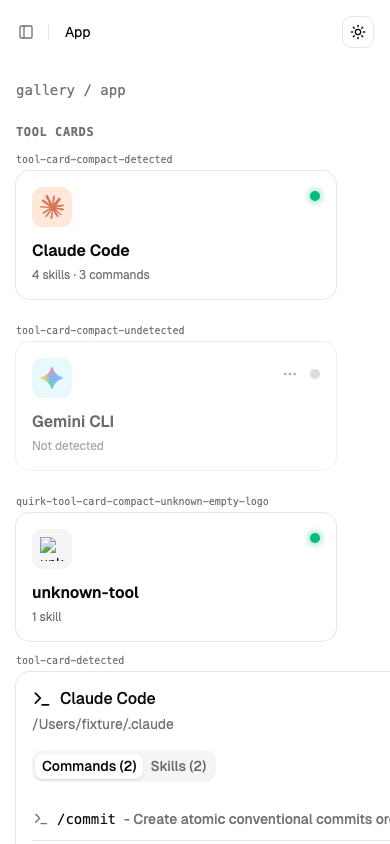 App
gallery / app
TOOL CARDS
tool-card-compact-detected
Claude Code
4 skills · 3 commands
tool-card-compact-undetected
Gemini CLI
Not detected
quirk-tool-card-compact-unknown-empty-logo
unknown-tool
1 skill
tool-card-detected
Claude Code
/Users/fixture/.claude
Commands (2) Skills (2)
/commit - Create atomic conventional commits